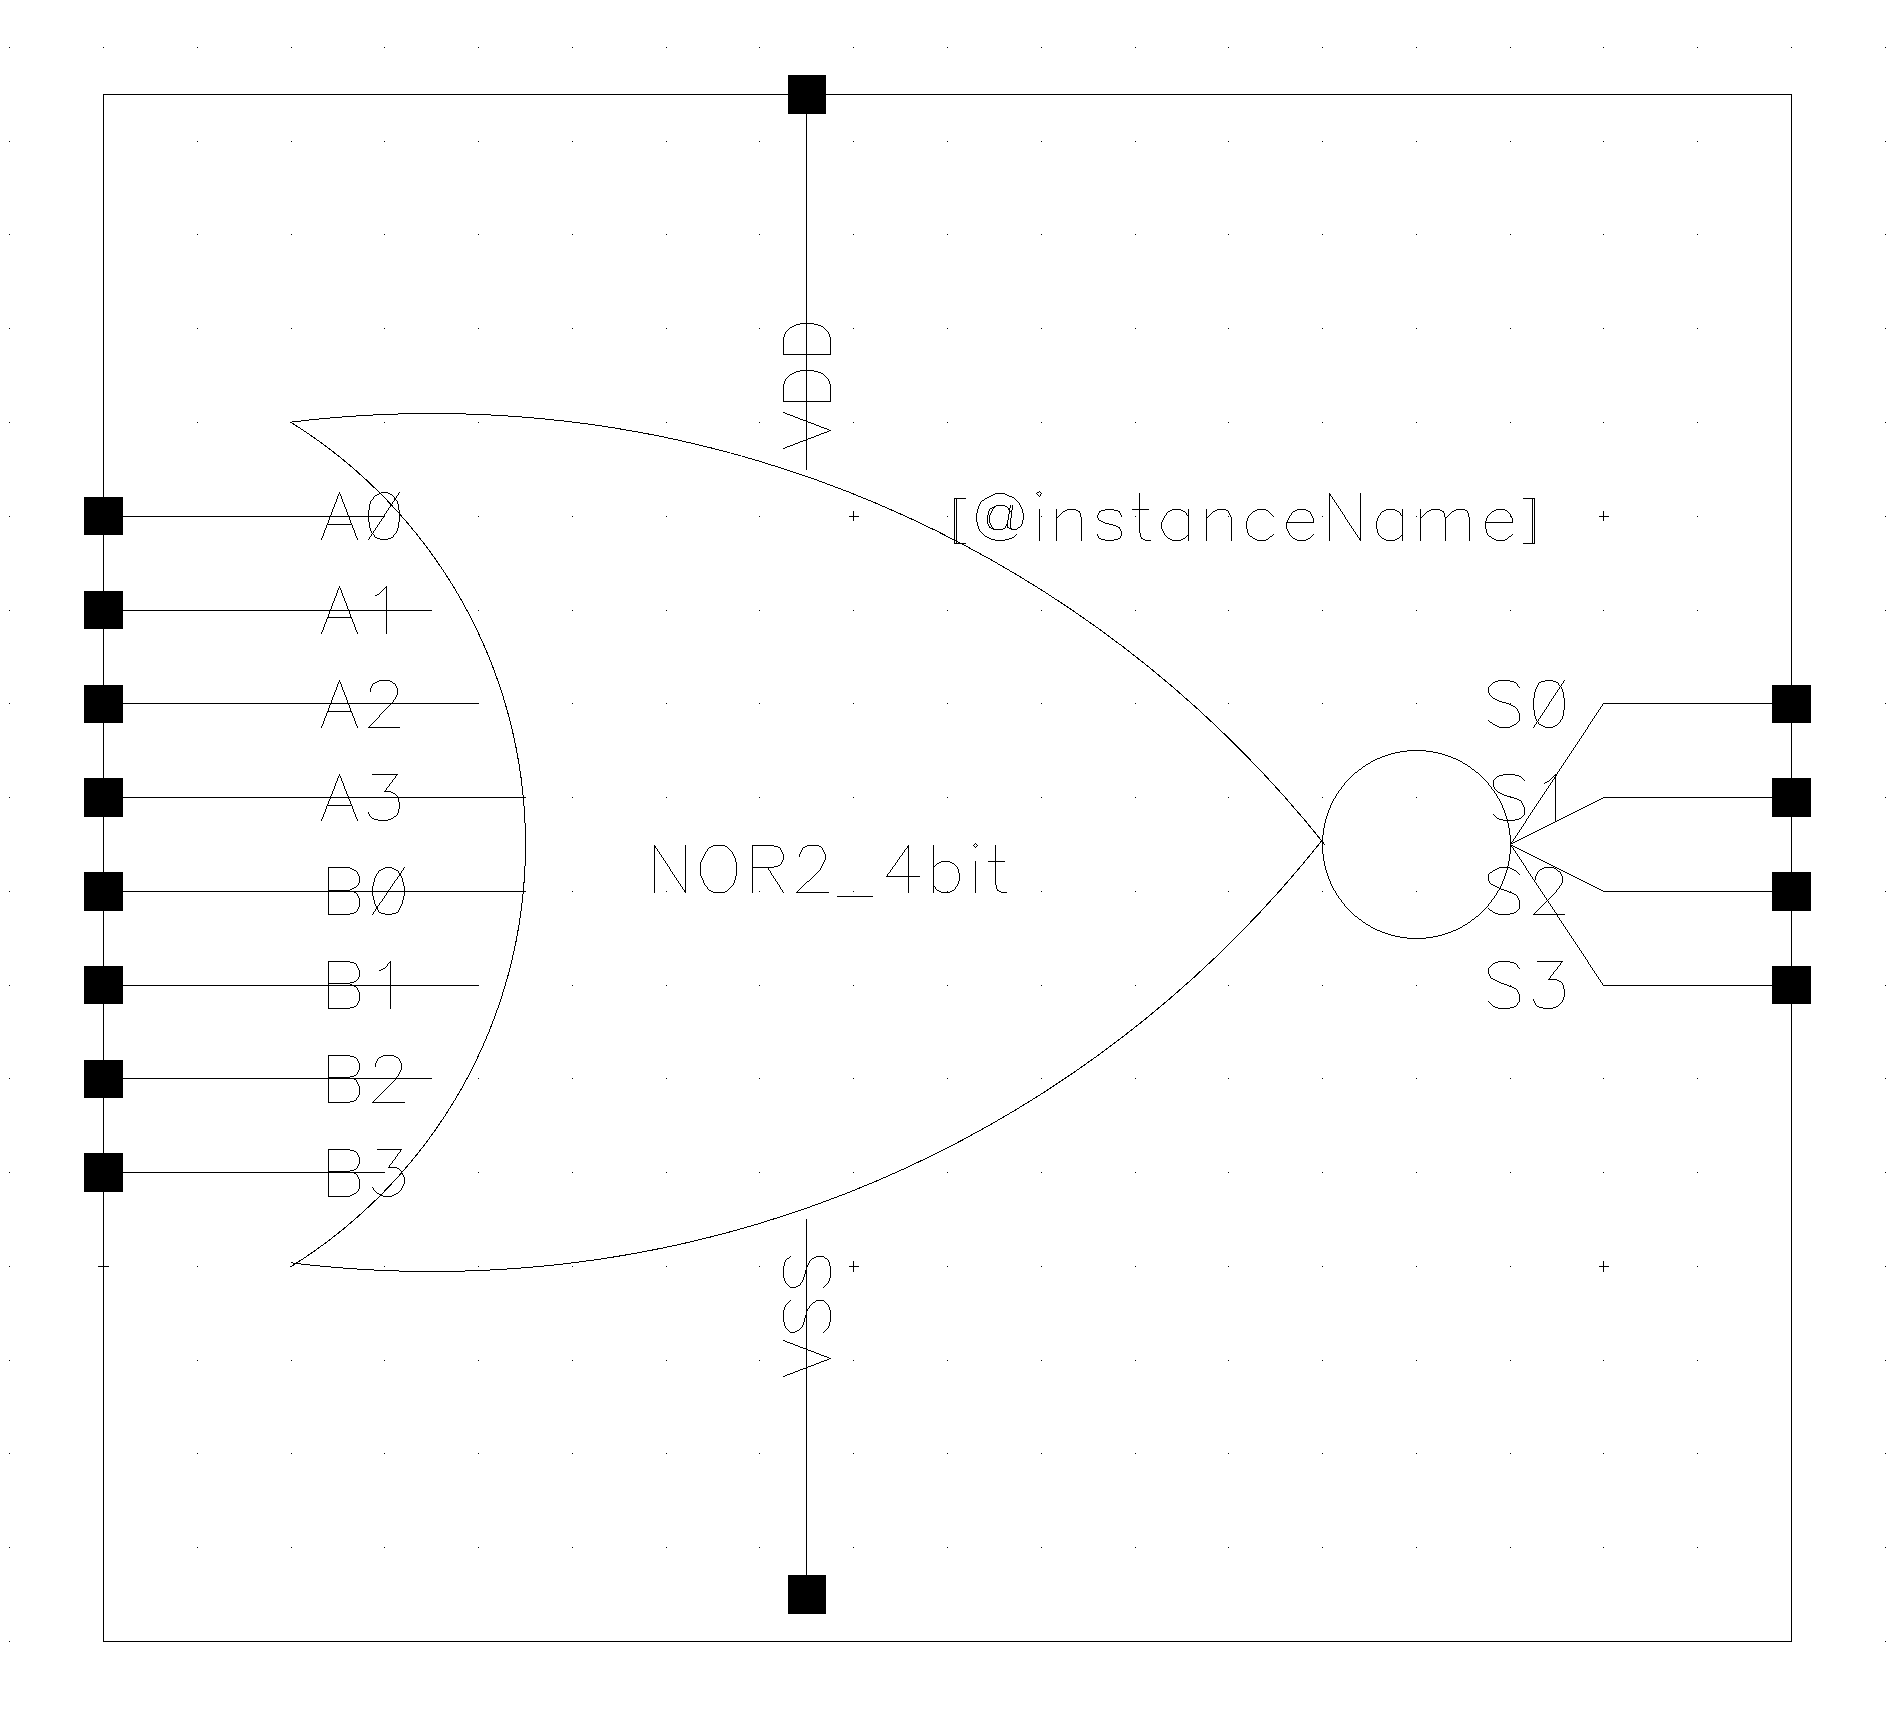 VDD
[@instanceName]
A0
A1
A2
A3
B0
B1
B2
B3
NOR2_4bit
S0
S1
S2
S3
VSS